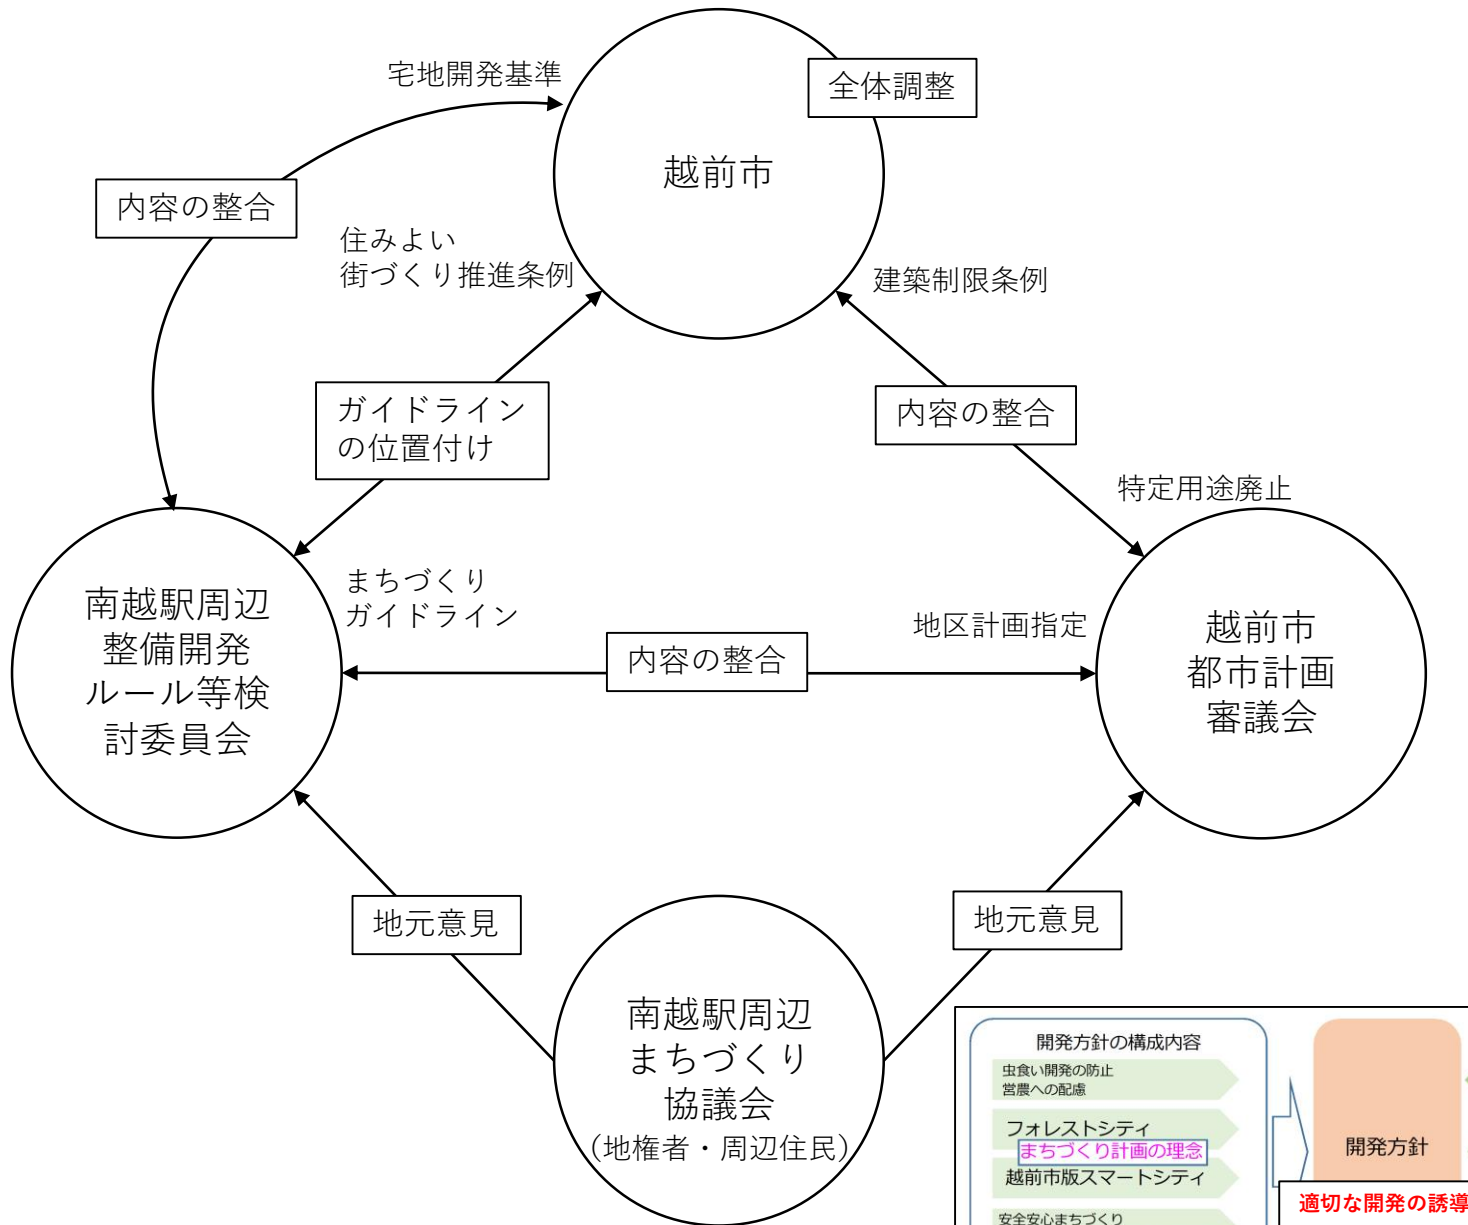 宅地開発基準
全体調整
越前市
内容の整合
住みよい
街づくり推進条例
建築制限条例
ガイドライン
の位置付け
内容の整合
特定用途廃止
南越駅周辺
整備開発
ルール等検
討委員会
まちづくり
ガイドライン
内容の整合
地区計画指定
越前市
都市計画
審議会
地元意見
地元意見
南越駅周辺
まちづくり
協議会
(地権者・周辺住民)
開発方針の構成内容
虫食い開発の防止
営農への配慮
フォレストシティ
まちづくり計画の理念
越前市版スマートシティ
安全安心まちづくり
開発方針
適切な開発の誘導